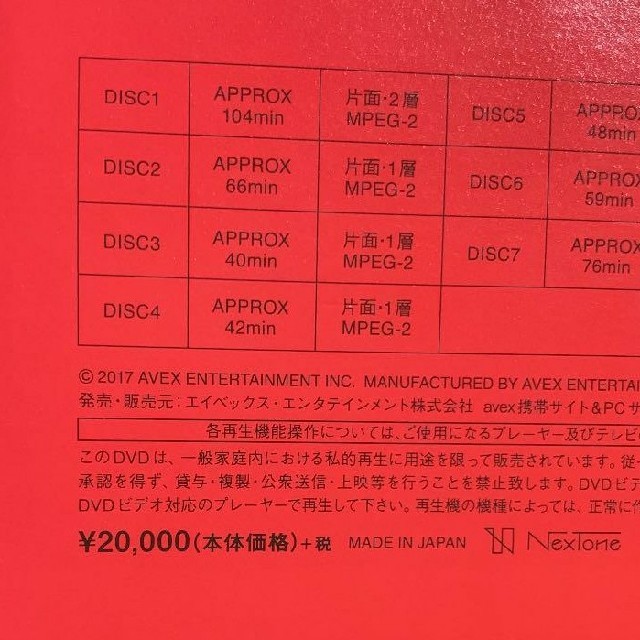 DISC1 APPROX 104min 片面・2層 MPEG-2 DISC5 APPROX 48min
DISC2 APPROX 66min 片面・1層 MPEG-2 DISC6 APPROX 59min
DISC3 APPROX 40min 片面・1層 MPEG-2 DISC7 APPROX 76min
DISC4 APPROX 42min 片面・1層 MPEG-2
© 2017 AVEX ENTERTAINMENT INC. MANUFACTURED BY AVEX ENTERTAI
発売・販売元：エイベックス・エンタテインメント株式会社 avex携帯サイト&PCサ
各再生機能操作については、ご使用になるプレーヤー及びテレビ
このDVDは、一般家庭内における私的再生に用途を限って販売されています。従
承認を得ず、貸与・複製・公衆送信・上映等を行うことを禁止致します。DVDビデ
DVDビデオ対応のプレーヤーで再生して下さい。再生機の機種によっては、正常に作
¥20,000(本体価格)+税 MADE IN JAPAN NexTone